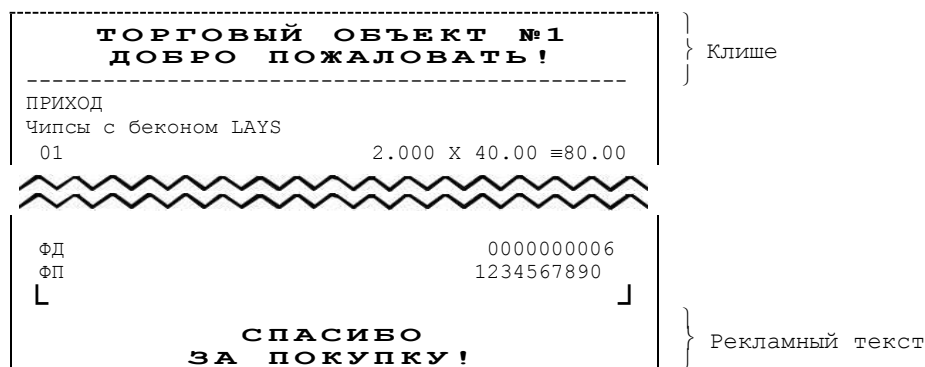 ТОРГОВЫЙ ОБЪЕКТ №1
ДОБРО ПОЖАЛОВАТЬ!
Клише
ПРИХОД
Чипсы с беконом LAYS
01 2.000 X 40.00 ≡80.00
ФД 0000000006
ФП 1234567890
СПАСИБО
ЗА ПОКУПКУ!
Рекламный текст